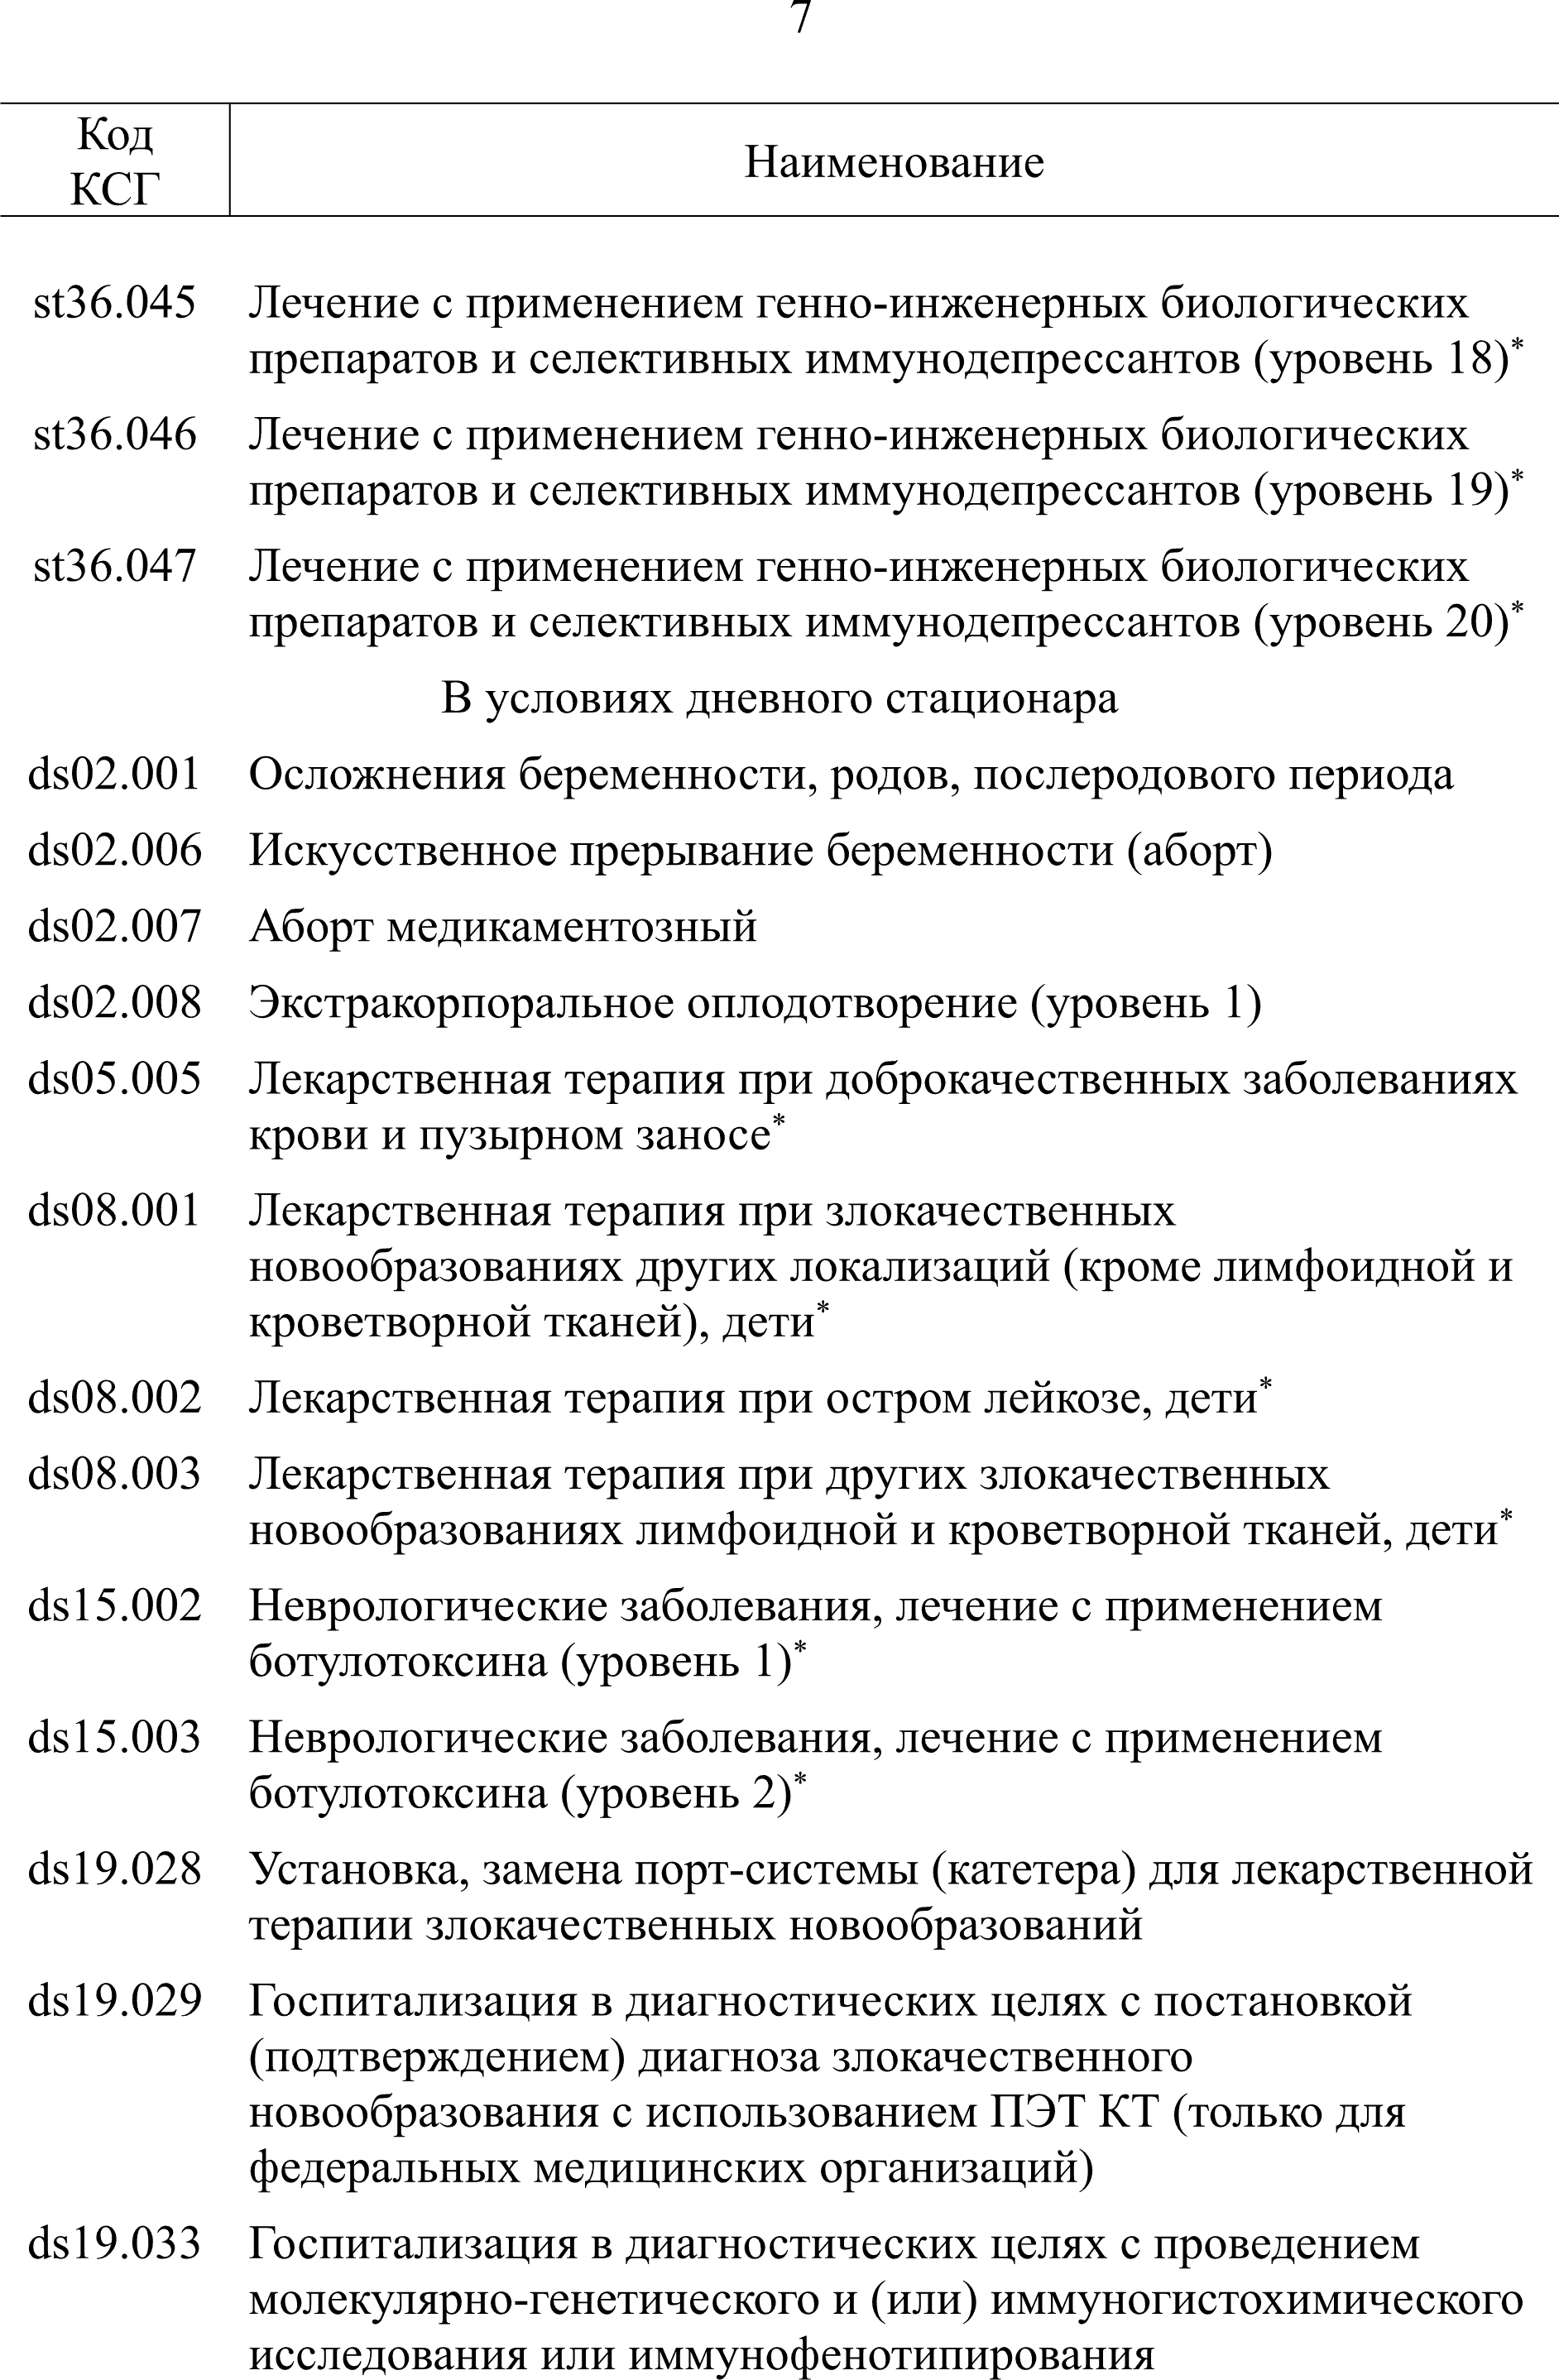 7
Код
КСГ
Наименование
st36.045 Лечение с применением генно-инженерных биологических
препаратов и селективных иммунодепрессантов (уровень 18)*
st36.046 Лечение с применением генно-инженерных биологических
препаратов и селективных иммунодепрессантов (уровень 19)*
st36.047 Лечение с применением генно-инженерных биологических
препаратов и селективных иммунодепрессантов (уровень 20)*
В условиях дневного стационара
ds02.001 Осложнения беременности, родов, послеродового периода
ds02.006 Искусственное прерывание беременности (аборт)
ds02.007 Аборт медикаментозный
ds02.008 Экстракорпоральное оплодотворение (уровень 1)
ds05.005 Лекарственная терапия при доброкачественных заболеваниях
крови и пузырном заносе*
ds08.001 Лекарственная терапия при злокачественных
новообразованиях других локализаций (кроме лимфоидной и
кроветворной тканей), дети*
ds08.002 Лекарственная терапия при остром лейкозе, дети*
ds08.003 Лекарственная терапия при других злокачественных
новообразованиях лимфоидной и кроветворной тканей, дети*
ds15.002 Неврологические заболевания, лечение с применением
ботулотоксина (уровень 1)*
ds15.003 Неврологические заболевания, лечение с применением
ботулотоксина (уровень 2)*
ds19.028 Установка, замена порт-системы (катетера) для лекарственной
терапии злокачественных новообразований
ds19.029 Госпитализация в диагностических целях с постановкой
(подтверждением) диагноза злокачественного
новообразования с использованием ПЭТ КТ (только для
федеральных медицинских организаций)
ds19.033 Госпитализация в диагностических целях с проведением
молекулярно-генетического и (или) иммуногистохимического
исследования или иммунофенотипирования